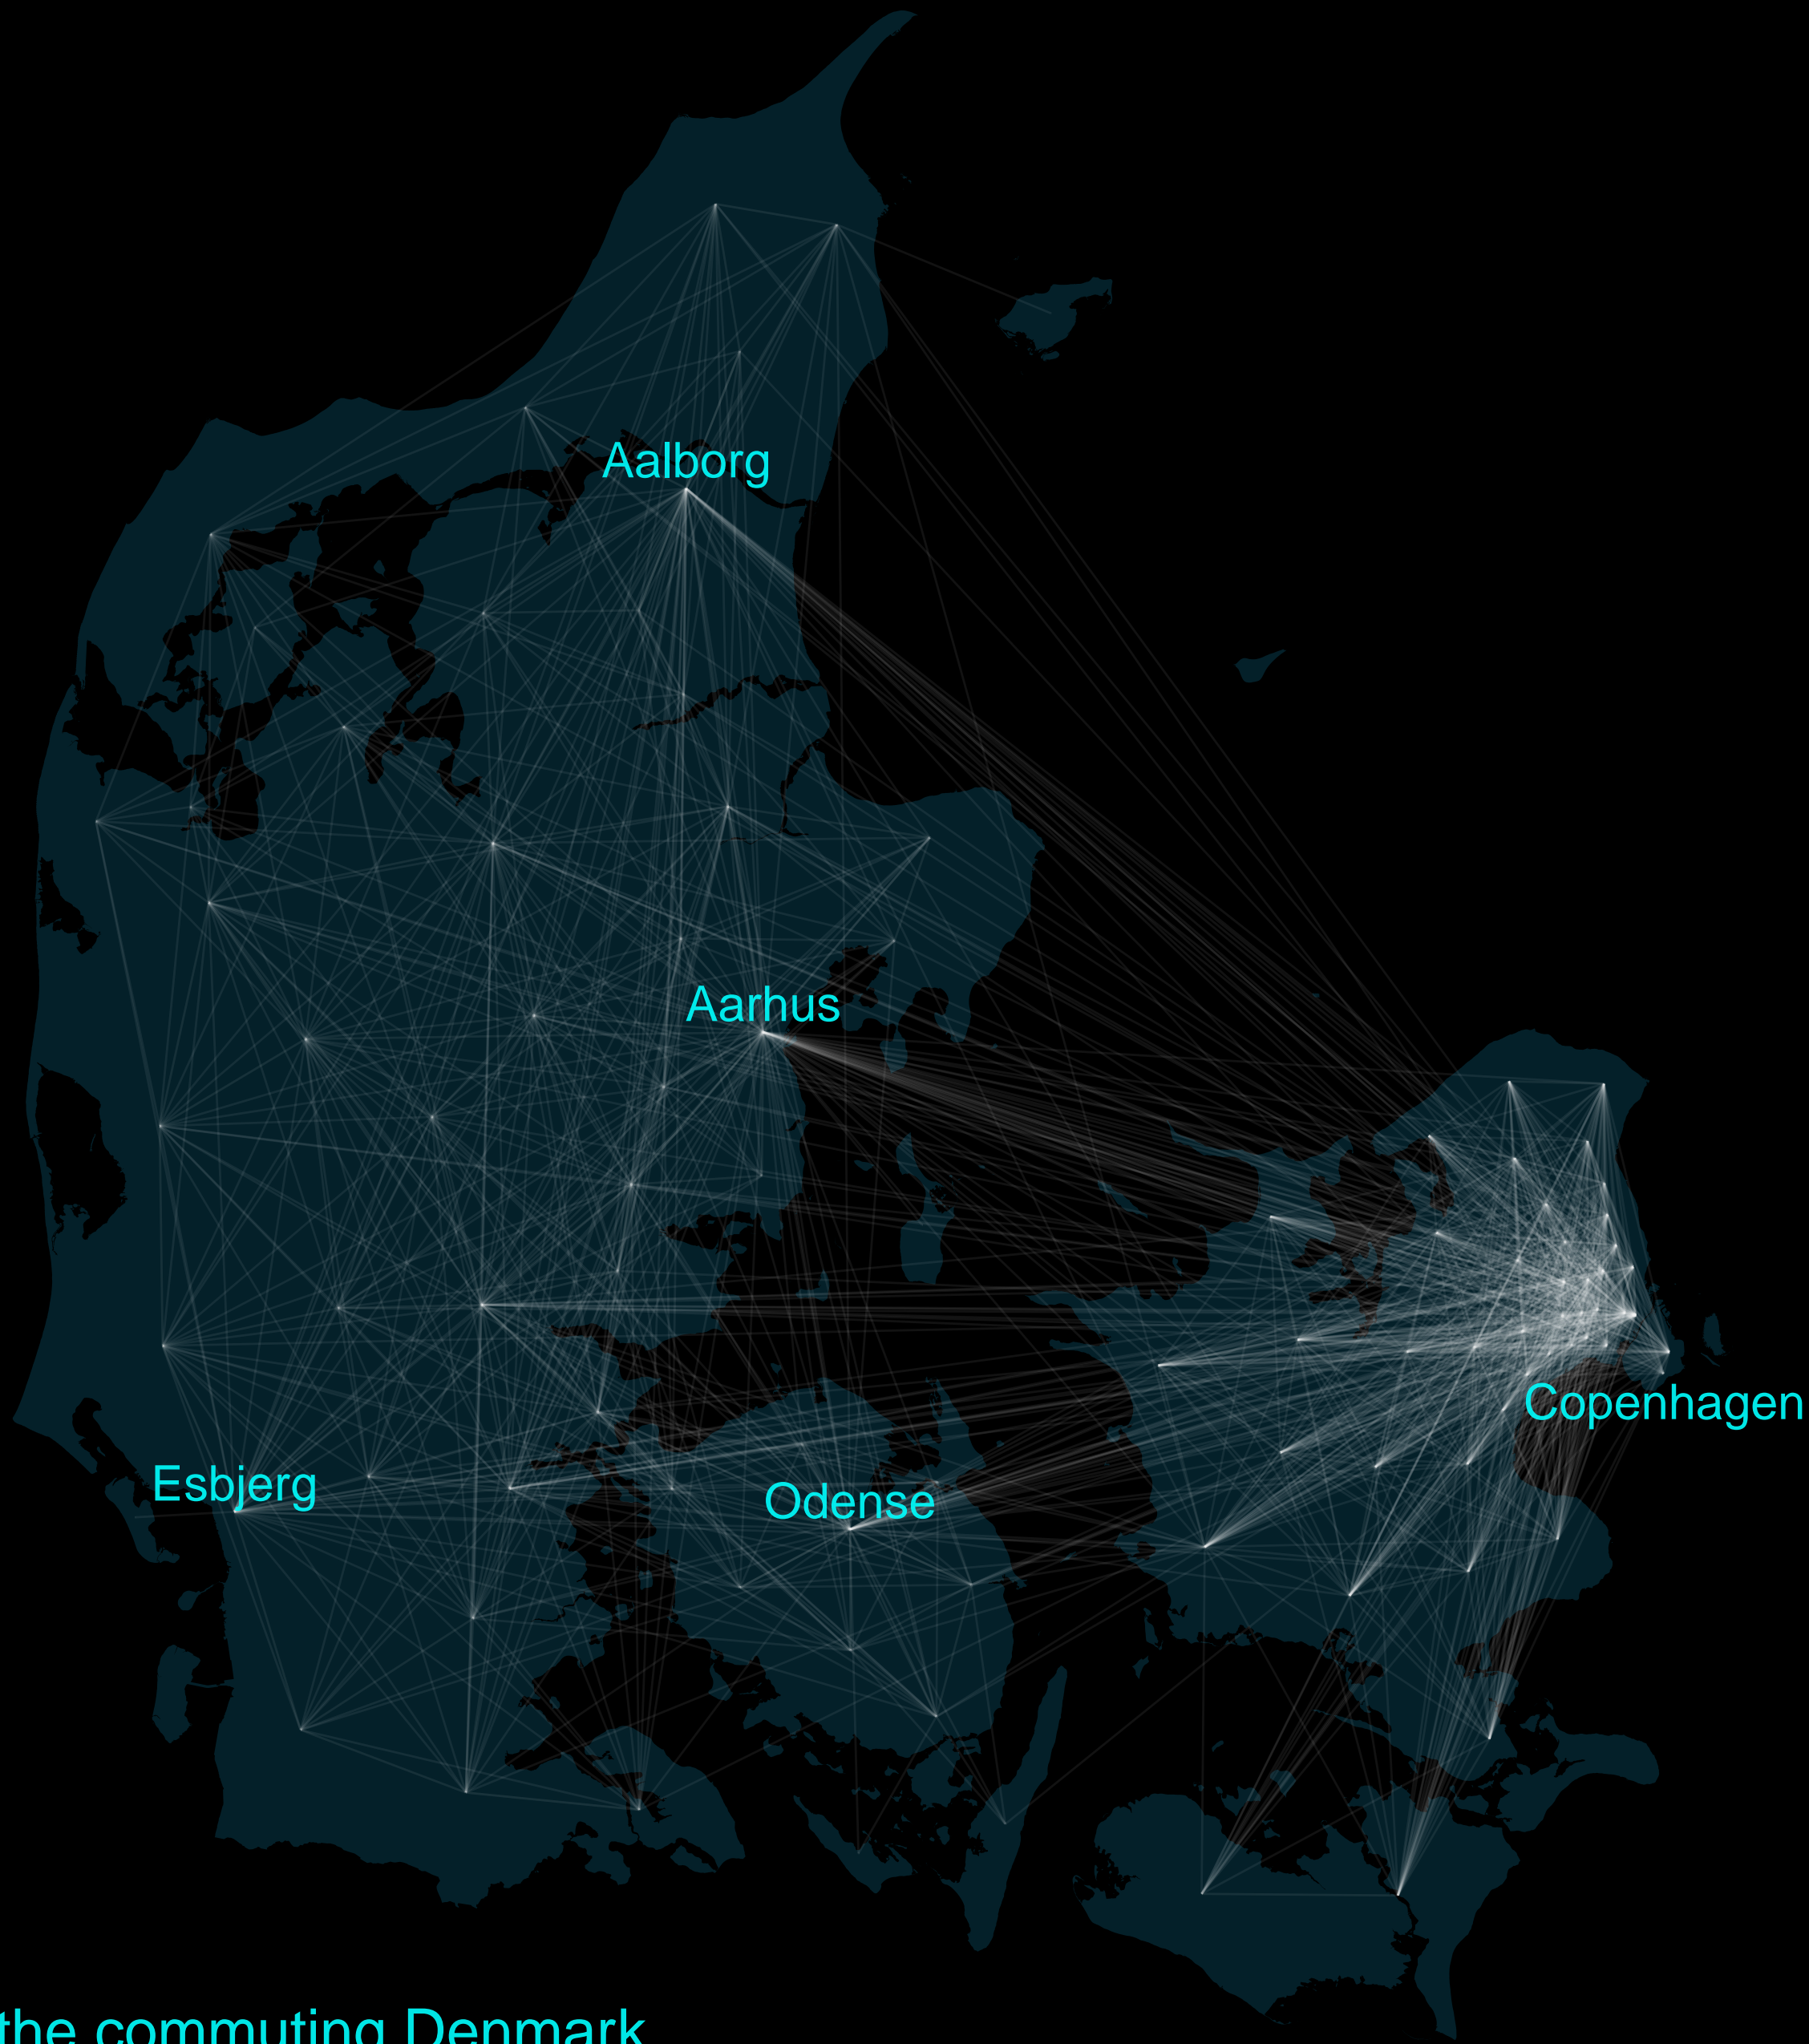 Aalborg
Aarhus
Copenhagen
Esbjerg
Odense
the commuting Denmark